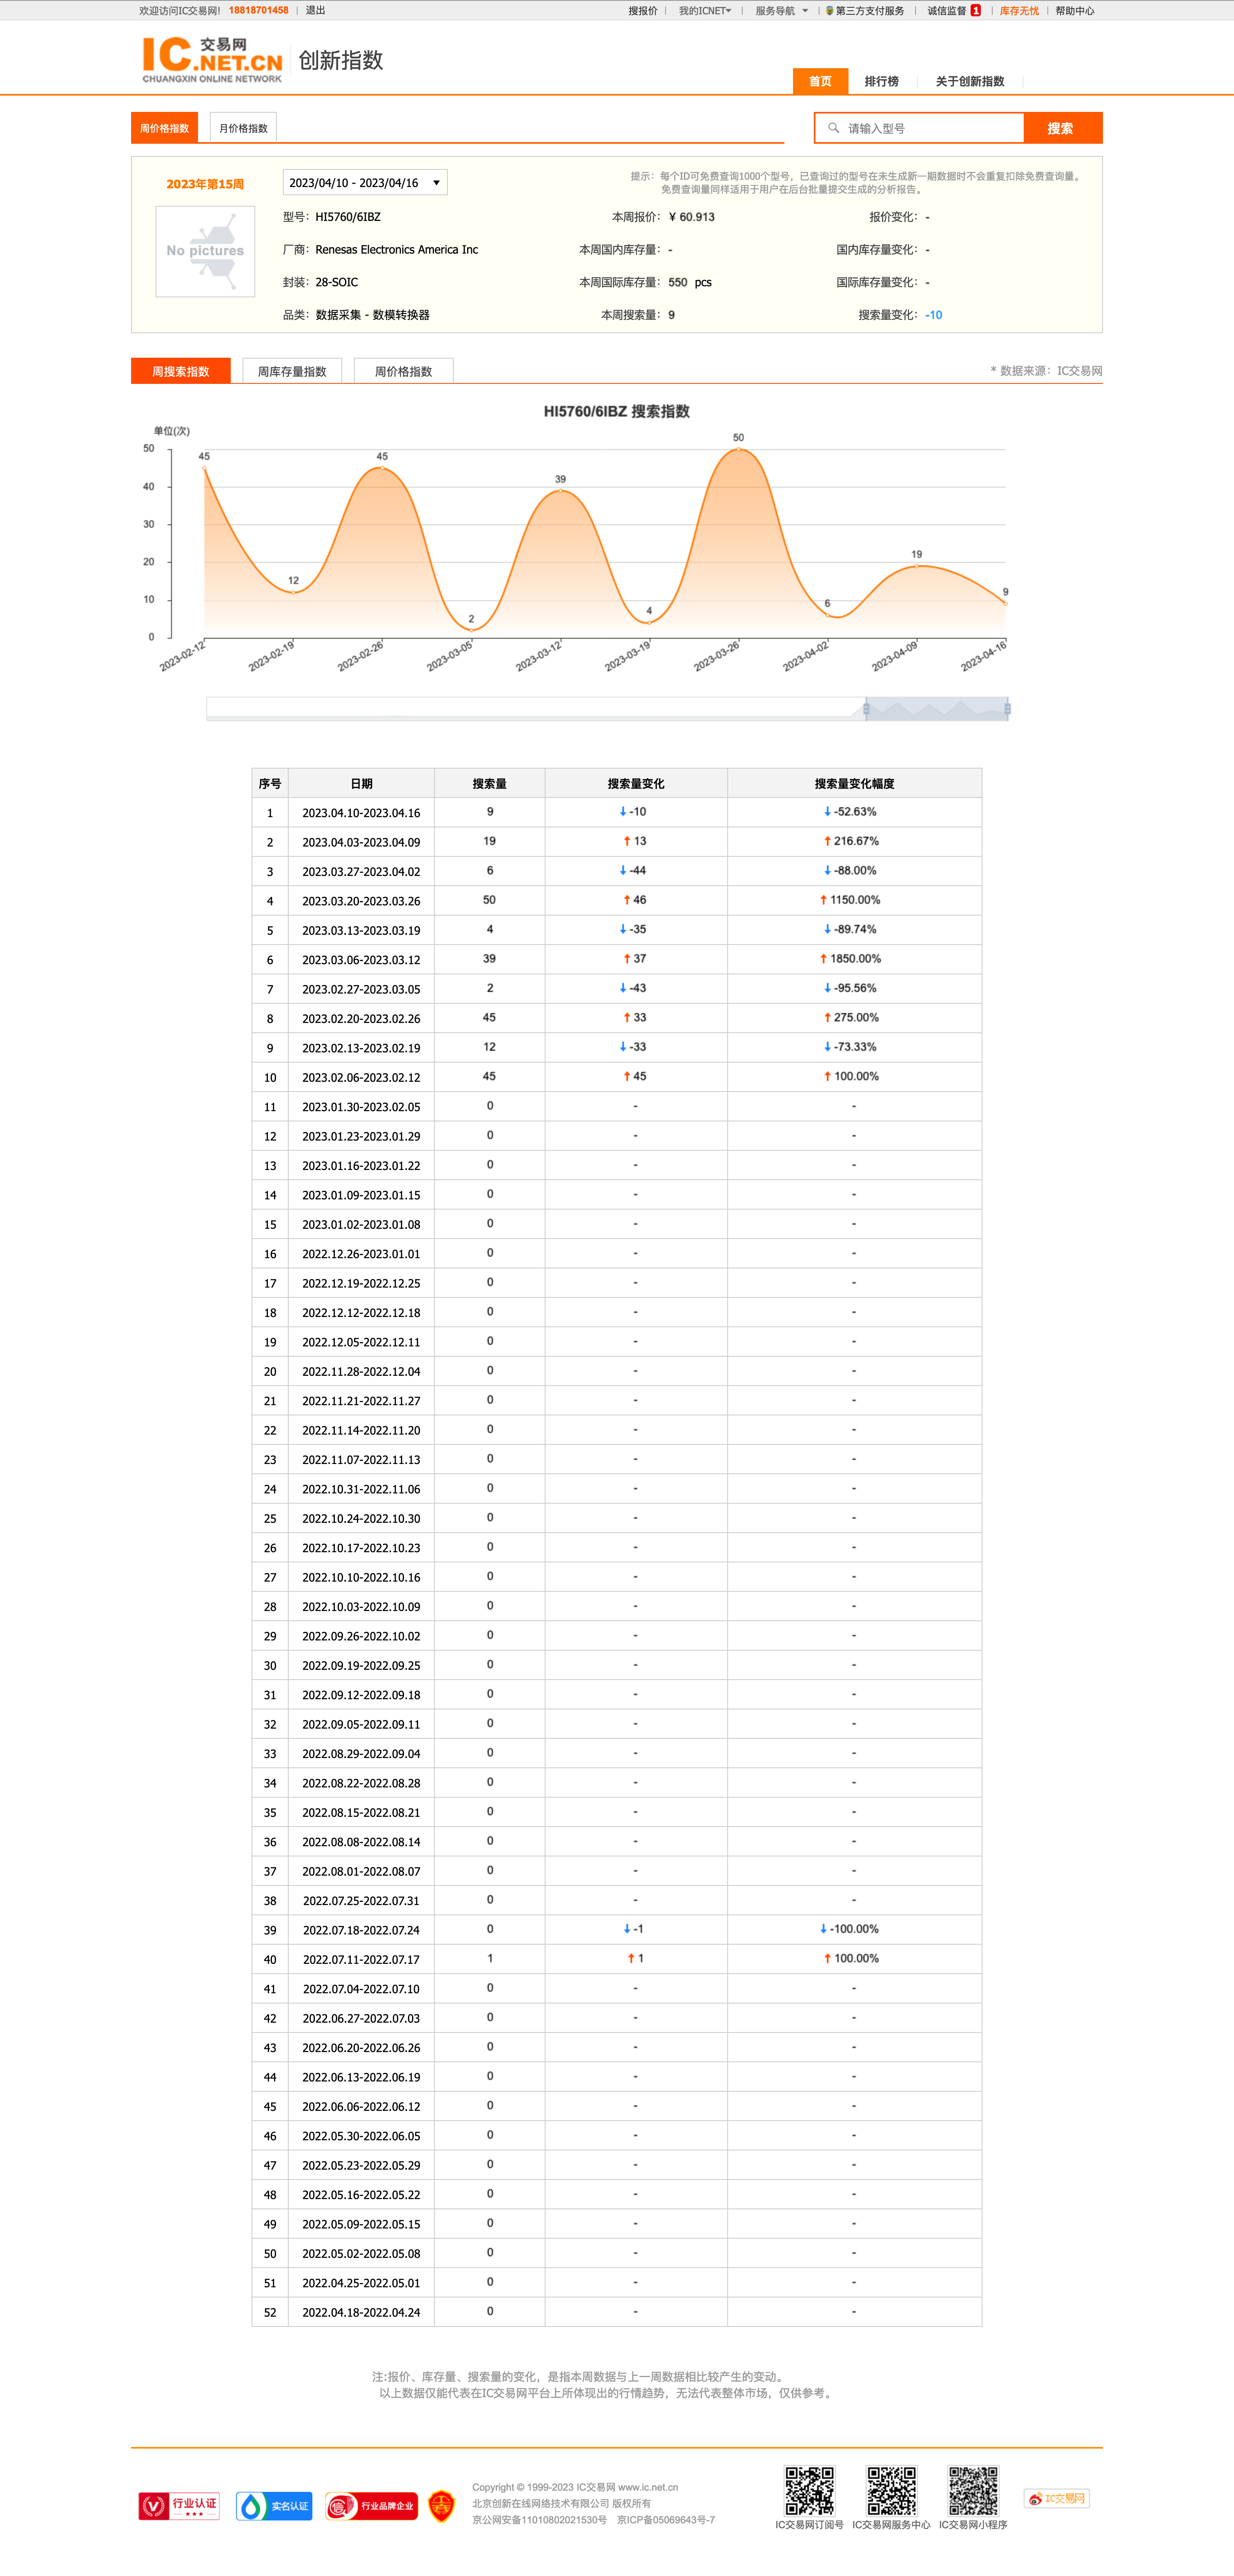 欢迎访问IC交易网! 18818701458 | 退出 搜报价 | 我的ICNET | 服务导航 | 第三方支付服务 | 诚信监督 1 | 库存无忧 | 帮助中心
IC 交易网 .NET.CN
CHUANGXIN ONLINE NETWORK
创新指数
首页 排行榜 关于创新指数
周价格指数 月价格指数 请输入型号 搜索
2023年第15周 2023/04/10 - 2023/04/16
提示：每个ID可免费查询1000个型号，已查询过的型号在未生成新一期数据时不会重复扣除免费查询量。
免费查询量同样适用于用户在后台批量提交生成的分析报告。
No pictures
型号：HI5760/6IBZ 本周报价：¥ 60.913 报价变化：-
厂商：Renesas Electronics America Inc 本周国内库存量：- 国内库存量变化：-
封装：28-SOIC 本周国际库存量：550 pcs 国际库存量变化：-
品类：数据采集 - 数模转换器 本周搜索量：9 搜索量变化：-10
周搜索指数 周库存量指数 周价格指数 * 数据来源：IC交易网
HI5760/6IBZ 搜索指数
单位(次)
50
40
30
20
10
0
45 12 45 2 39 4 50 6 19 9
2023-02-12 2023-02-19 2023-02-26 2023-03-05 2023-03-12 2023-03-19 2023-03-26 2023-04-02 2023-04-09 2023-04-16
序号 日期 搜索量 搜索量变化 搜索量变化幅度
1 2023.04.10-2023.04.16 9 ↓-10 ↓-52.63%
2 2023.04.03-2023.04.09 19 ↑13 ↑216.67%
3 2023.03.27-2023.04.02 6 ↓-44 ↓-88.00%
4 2023.03.20-2023.03.26 50 ↑46 ↑1150.00%
5 2023.03.13-2023.03.19 4 ↓-35 ↓-89.74%
6 2023.03.06-2023.03.12 39 ↑37 ↑1850.00%
7 2023.02.27-2023.03.05 2 ↓-43 ↓-95.56%
8 2023.02.20-2023.02.26 45 ↑33 ↑275.00%
9 2023.02.13-2023.02.19 12 ↓-33 ↓-73.33%
10 2023.02.06-2023.02.12 45 ↑45 ↑100.00%
11 2023.01.30-2023.02.05 0 - -
12 2023.01.23-2023.01.29 0 - -
13 2023.01.16-2023.01.22 0 - -
14 2023.01.09-2023.01.15 0 - -
15 2023.01.02-2023.01.08 0 - -
16 2022.12.26-2023.01.01 0 - -
17 2022.12.19-2022.12.25 0 - -
18 2022.12.12-2022.12.18 0 - -
19 2022.12.05-2022.12.11 0 - -
20 2022.11.28-2022.12.04 0 - -
21 2022.11.21-2022.11.27 0 - -
22 2022.11.14-2022.11.20 0 - -
23 2022.11.07-2022.11.13 0 - -
24 2022.10.31-2022.11.06 0 - -
25 2022.10.24-2022.10.30 0 - -
26 2022.10.17-2022.10.23 0 - -
27 2022.10.10-2022.10.16 0 - -
28 2022.10.03-2022.10.09 0 - -
29 2022.09.26-2022.10.02 0 - -
30 2022.09.19-2022.09.25 0 - -
31 2022.09.12-2022.09.18 0 - -
32 2022.09.05-2022.09.11 0 - -
33 2022.08.29-2022.09.04 0 - -
34 2022.08.22-2022.08.28 0 - -
35 2022.08.15-2022.08.21 0 - -
36 2022.08.08-2022.08.14 0 - -
37 2022.08.01-2022.08.07 0 - -
38 2022.07.25-2022.07.31 0 - -
39 2022.07.18-2022.07.24 0 ↓-1 ↓-100.00%
40 2022.07.11-2022.07.17 1 ↑1 ↑100.00%
41 2022.07.04-2022.07.10 0 - -
42 2022.06.27-2022.07.03 0 - -
43 2022.06.20-2022.06.26 0 - -
44 2022.06.13-2022.06.19 0 - -
45 2022.06.06-2022.06.12 0 - -
46 2022.05.30-2022.06.05 0 - -
47 2022.05.23-2022.05.29 0 - -
48 2022.05.16-2022.05.22 0 - -
49 2022.05.09-2022.05.15 0 - -
50 2022.05.02-2022.05.08 0 - -
51 2022.04.25-2022.05.01 0 - -
52 2022.04.18-2022.04.24 0 - -
注:报价、库存量、搜索量的变化，是指本周数据与上一周数据相比较产生的变动。
以上数据仅能代表在IC交易网平台上所体现出的行情趋势，无法代表整体市场，仅供参考。
行业认证 实名认证 信 行业品牌企业
Copyright © 1999-2023 IC交易网 www.ic.net.cn
北京创新在线网络技术有限公司 版权所有
京公网安备11010802021530号 京ICP备05069643号-7
IC交易网订阅号 IC交易网服务中心 IC交易网小程序
IC交易网